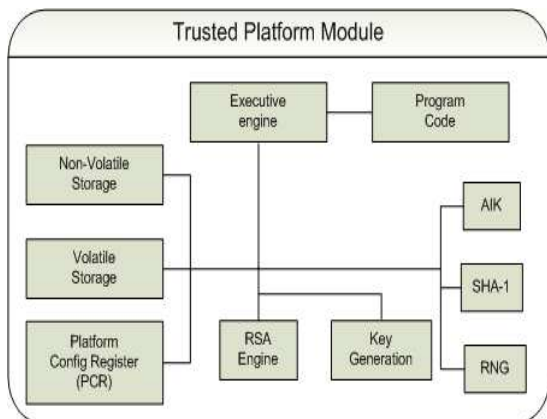 Trusted Platform Module
Executive
engine
Program
Code
Non-Volatile
Storage
AIK
Volatile
Storage
SHA-1
Platform
Config Register
(PCR)
RSA
Engine
Key
Generation
RNG